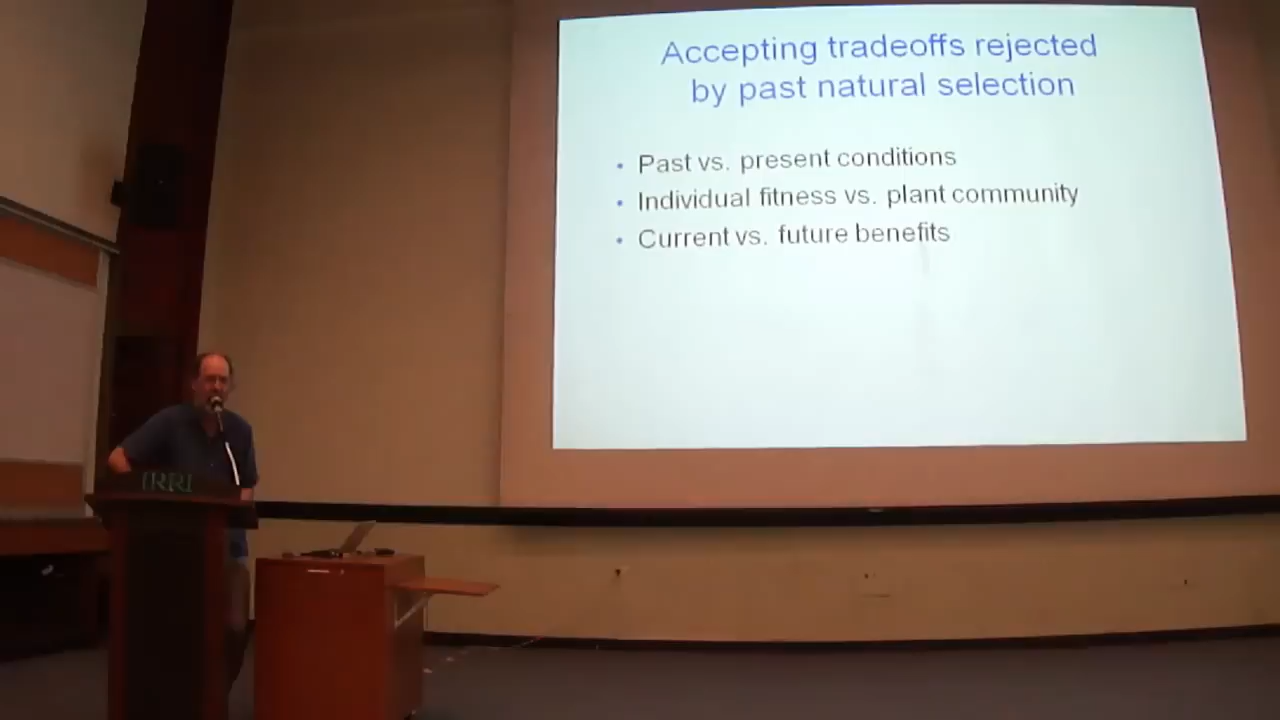 Accepting tradeoffs rejected
by past natural selection
• Past vs. present conditions
• Individual fitness vs. plant community
• Current vs. future benefits
IRRI